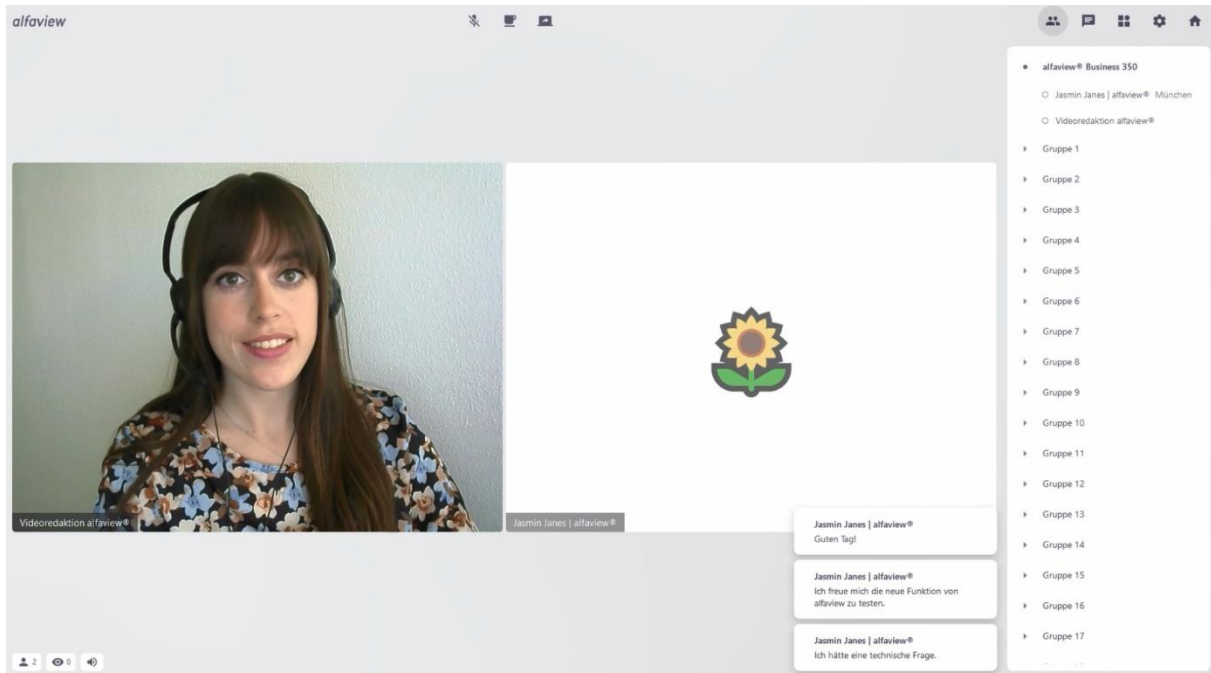 alfaview
alfaview® Business 350
Jasmin Janes | alfaview® München
Videoredaktion alfaview®
Gruppe 1
Gruppe 2
Gruppe 3
Gruppe 4
Gruppe 5
Gruppe 6
Gruppe 7
Gruppe 8
Gruppe 9
Gruppe 10
Gruppe 11
Gruppe 12
Gruppe 13
Gruppe 14
Gruppe 15
Gruppe 16
Gruppe 17
Videoredaktion alfaview®
Jasmin Janes | alfaview®
Jasmin Janes | alfaview®
Guten Tag!
Jasmin Janes | alfaview®
Ich freue mich die neue Funktion von
alfaview zu testen.
Jasmin Janes | alfaview®
Ich hätte eine technische Frage.
2
0